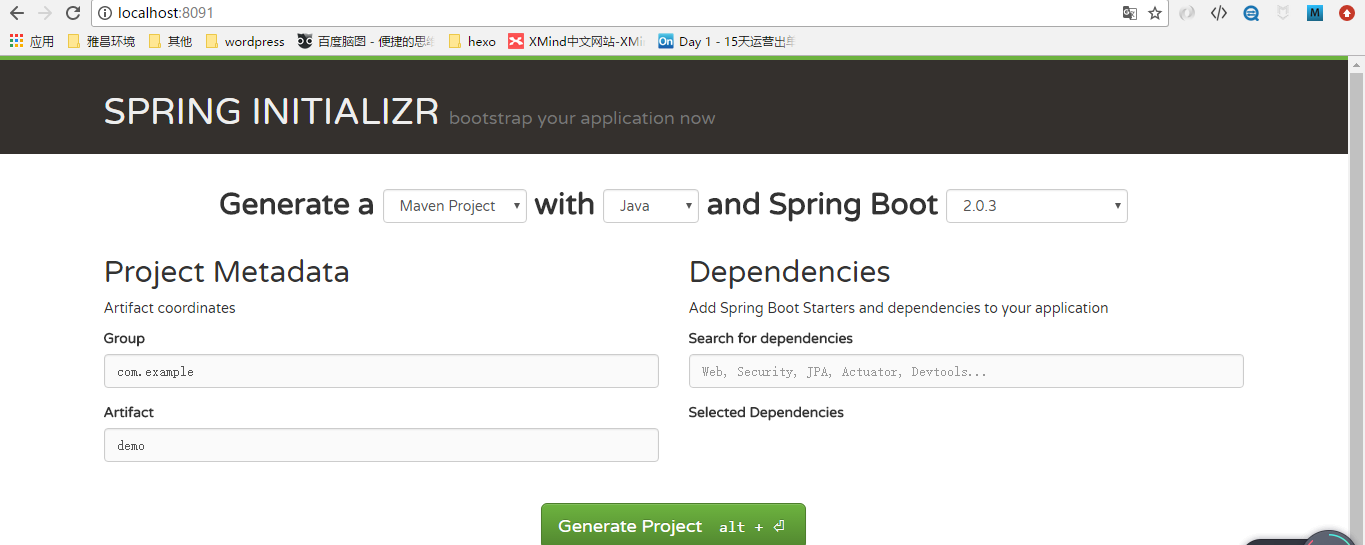 localhost:8091
应用 雅昌环境 其他 wordpress 百度脑图 - 便捷的思维 hexo XMind中文网站-XMi On Day 1 - 15天运营出
SPRING INITIALIZR bootstrap your application now
Generate a Maven Project with Java and Spring Boot 2.0.3
Project Metadata
Artifact coordinates
Group
com.example
Artifact
demo
Dependencies
Add Spring Boot Starters and dependencies to your application
Search for dependencies
Web, Security, JPA, Actuator, Devtools...
Selected Dependencies
Generate Project alt + ⏎